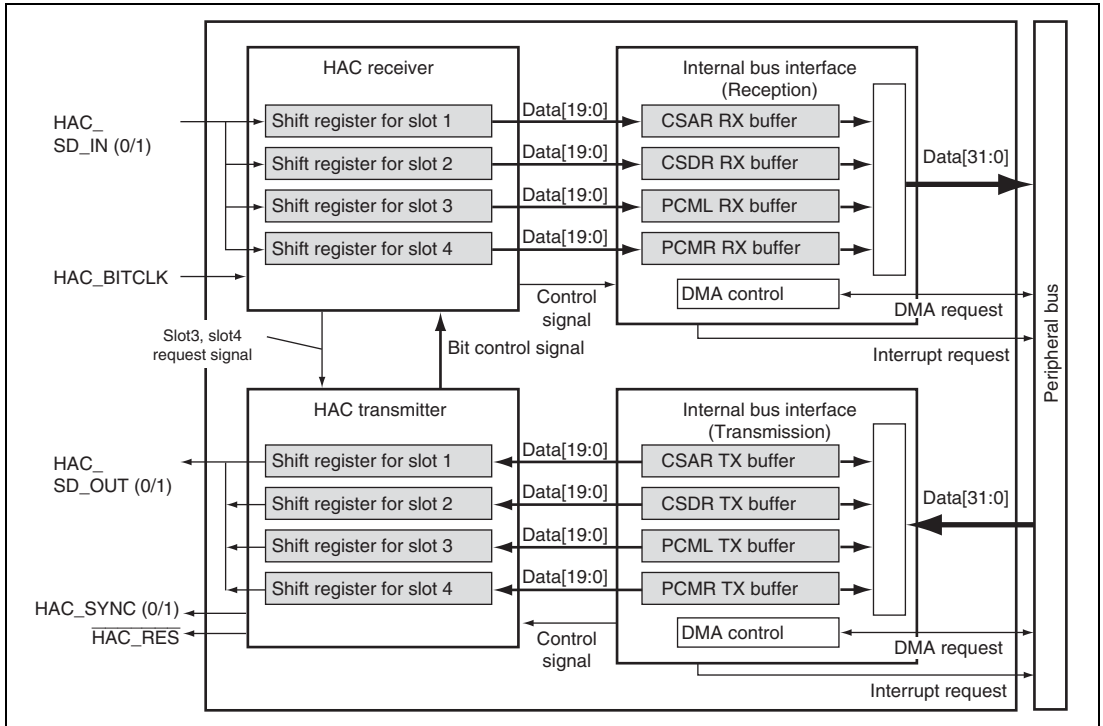 HAC receiver
Internal bus interface
(Reception)
HAC_
SD_IN (0/1)
Shift register for slot 1
Data[19:0]
CSAR RX buffer
Shift register for slot 2
Data[19:0]
CSDR RX buffer
Data[31:0]
Shift register for slot 3
Data[19:0]
PCML RX buffer
Shift register for slot 4
Data[19:0]
PCMR RX buffer
HAC_BITCLK
Control
signal
DMA control
DMA request
Slot3, slot4
request signal
Bit control signal
Interrupt request
Peripheral bus
HAC transmitter
Internal bus interface
(Transmission)
HAC_
SD_OUT (0/1)
Shift register for slot 1
Data[19:0]
CSAR TX buffer
Shift register for slot 2
Data[19:0]
CSDR TX buffer
Data[31:0]
Shift register for slot 3
Data[19:0]
PCML TX buffer
Shift register for slot 4
Data[19:0]
PCMR TX buffer
HAC_SYNC (0/1)
HAC_RES
Control
signal
DMA control
DMA request
Interrupt request